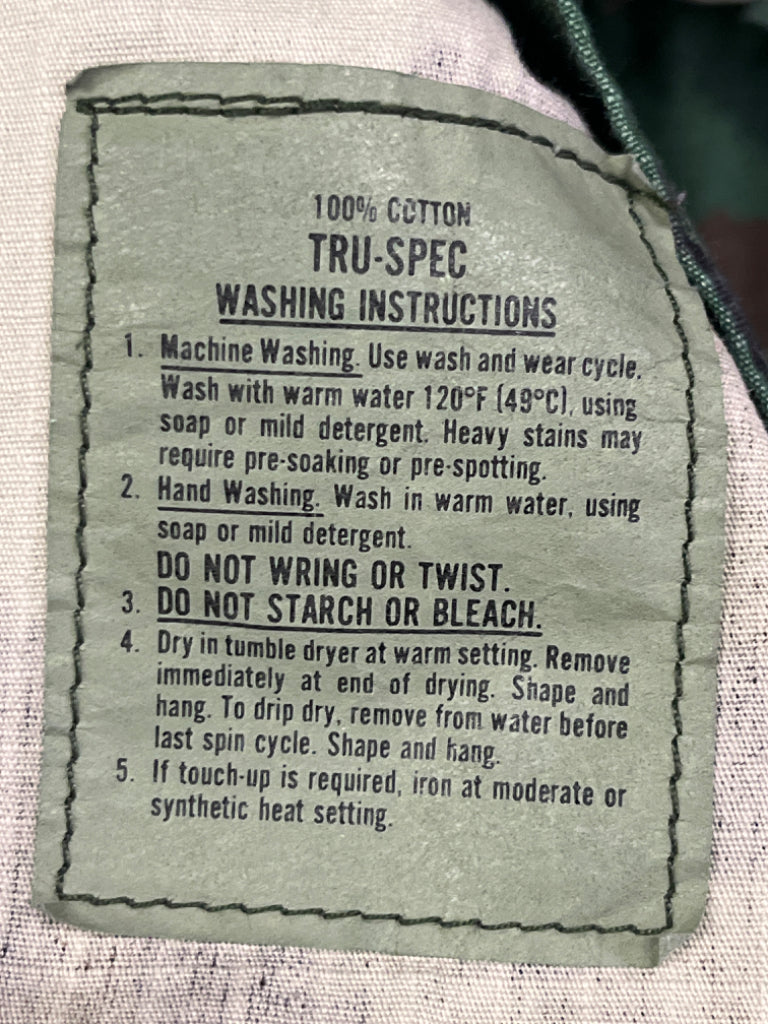 100% COTTON
TRU-SPEC
WASHING INSTRUCTIONS
1. Machine Washing. Use wash and wear cycle.
Wash with warm water 120°F (49°C), using
soap or mild detergent. Heavy stains may
require pre-soaking or pre-spotting.
2. Hand Washing. Wash in warm water, using
soap or mild detergent.
DO NOT WRING OR TWIST.
3. DO NOT STARCH OR BLEACH.
4. Dry in tumble dryer at warm setting. Remove
immediately at end of drying. Shape and
hang. To drip dry, remove from water before
last spin cycle. Shape and hang.
5. If touch-up is required, iron at moderate or
synthetic heat setting.